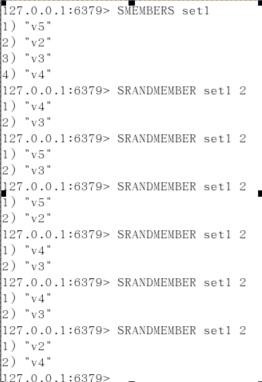 127.0.0.1:6379> SMEMBERS set1
1) "v5"
2) "v2"
3) "v3"
4) "v4"
127.0.0.1:6379> SRANDMEMBER set1 2
1) "v4"
2) "v3"
127.0.0.1:6379> SRANDMEMBER set1 2
1) "v5"
2) "v3"
127.0.0.1:6379> SRANDMEMBER set1 2
1) "v5"
2) "v2"
127.0.0.1:6379> SRANDMEMBER set1 2
1) "v4"
2) "v3"
127.0.0.1:6379> SRANDMEMBER set1 2
1) "v4"
2) "v3"
127.0.0.1:6379> SRANDMEMBER set1 2
1) "v2"
2) "v4"
127.0.0.1:6379>